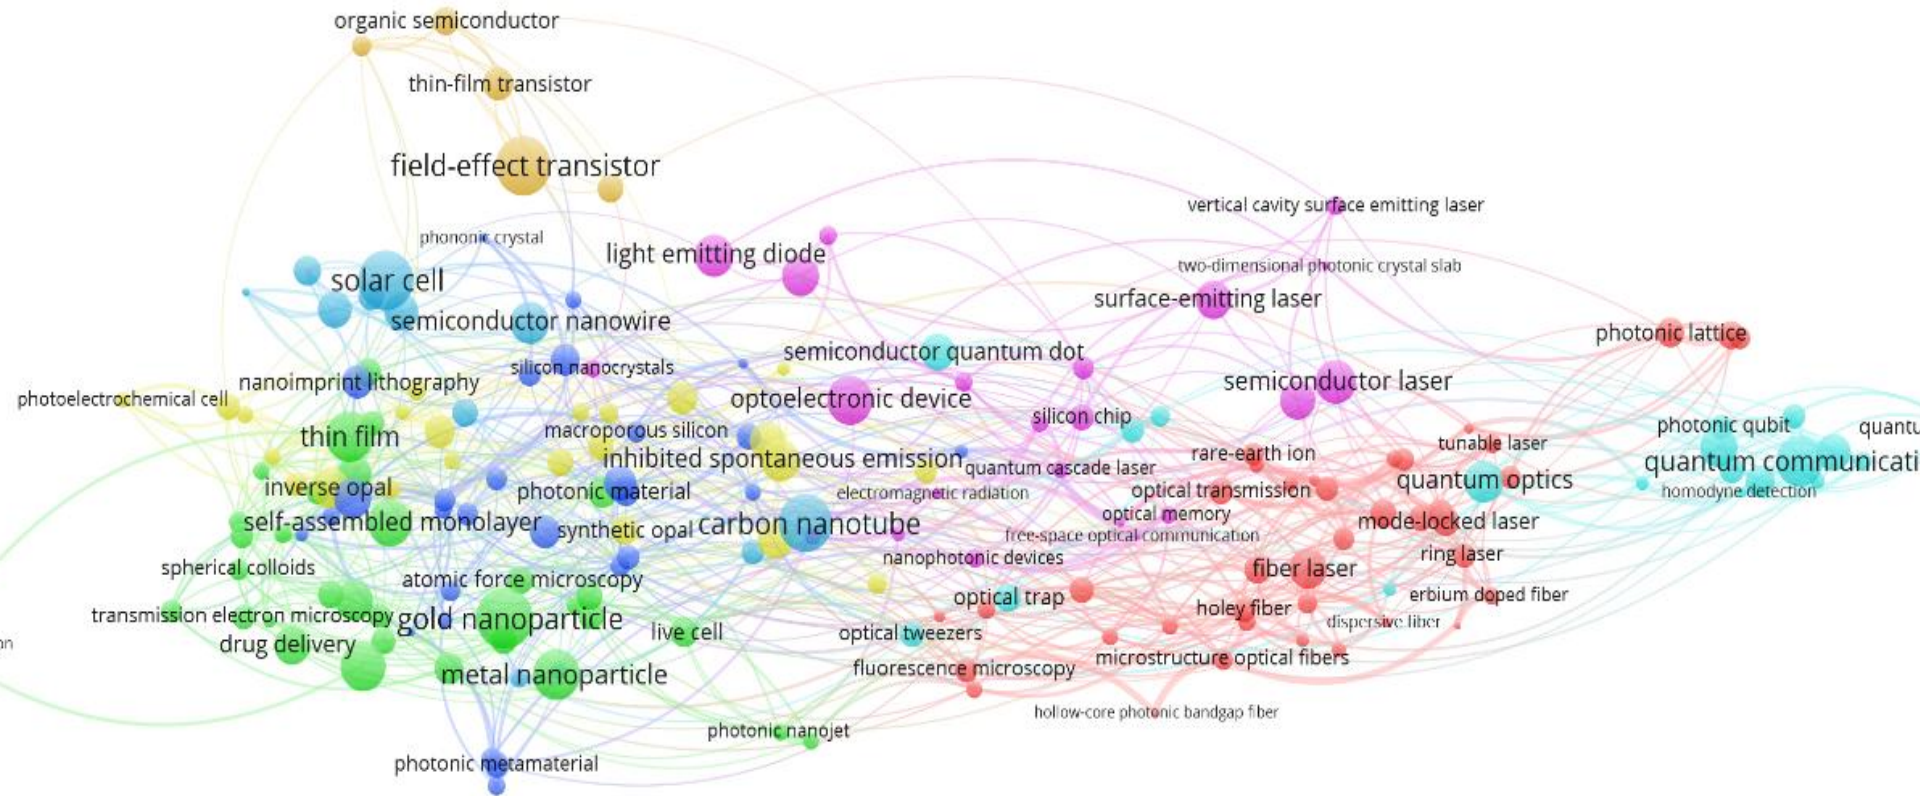 organic semiconductor
thin-film transistor
field-effect transistor
vertical cavity surface emitting laser
phononic crystal
light emitting diode
two-dimensional photonic crystal slab
solar cell
surface-emitting laser
semiconductor nanowire
photonic lattice
semiconductor quantum dot
silicon nanocrystals
nanoimprint lithography
semiconductor laser
photoelectrochemical cell
optoelectronic device
silicon chip
photonic qubit
quantu
macroporous silicon
thin film
tunable laser
rare-earth ion
inhibited spontaneous emission
quantum communicati
quantum cascade laser
quantum optics
inverse opal
photonic material
electromagnetic radiation
optical transmission
homodyne detection
optical memory
self-assembled monolayer
synthetic opal
carbon nanotube
mode-locked laser
free-space optical communication
ring laser
nanophotonic devices
spherical colloids
fiber laser
atomic force microscopy
erbium doped fiber
optical trap
holey fiber
transmission electron microscopy
gold nanoparticle
dispersive fiber
live cell
optical tweezers
on
drug delivery
microstructure optical fibers
fluorescence microscopy
metal nanoparticle
hollow-core photonic bandgap fiber
photonic nanojet
photonic metamaterial